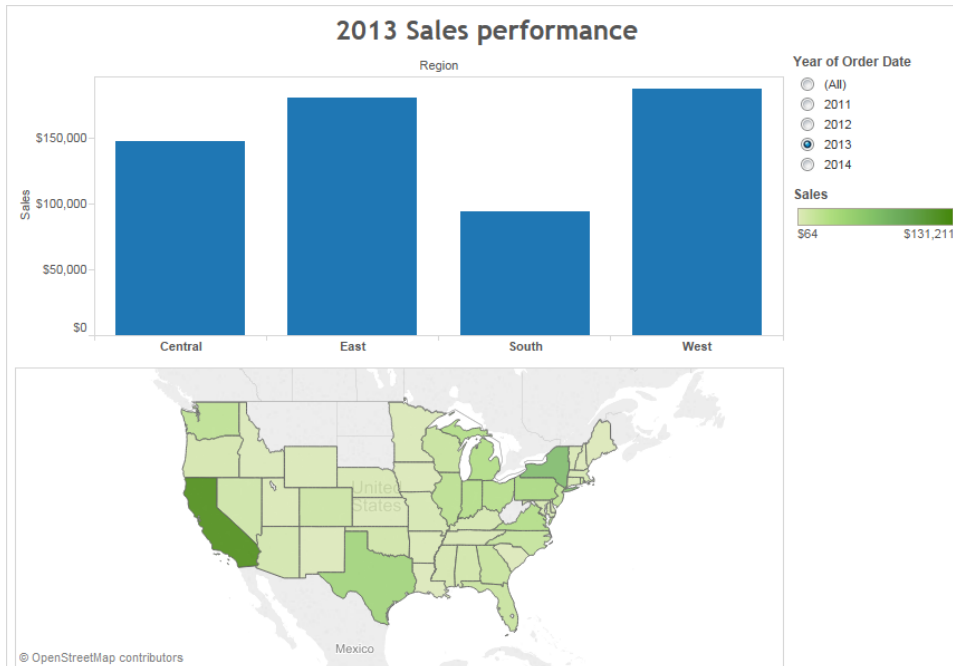 2013 Sales performance
Region
Sales
$150,000
$100,000
$50,000
$0
Central
East
South
West
Year of Order Date
(All)
2011
2012
2013
2014
Sales
$64
$131,211
United
States
Mexico
© OpenStreetMap contributors